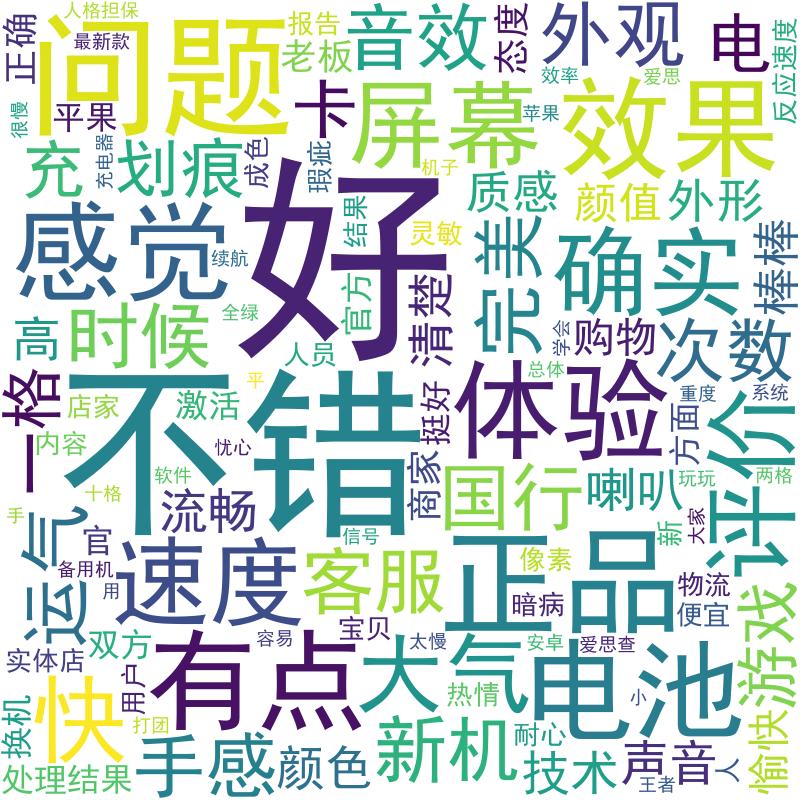 人格担保
最新款
正确
问题
报告
老板
音效
态度
外观
电
反应速度
效率
爱思
很慢
平果
卡
屏幕
苹果
效果
充
充电器
划痕
成色
瑕疵
机子
质感
颜值
外形
感觉
续航
好
结果
灵敏
官方
清楚
完美
确实
棒棒
全绿
高
时候
人员
学会
购物
次数
总体
一格
店家
激活
平
不错
挺好
体验
重度
系统
方面
评价
内容
忧心
软件
商家
国行
喇叭
玩玩
两格
十格
手
流畅
信号
新
大家
运气
官
备用机
用
速度
客服
正品
像素
暗病
物流
便宜
游戏
双方
容易
宝贝
太慢
安卓
爱思查
实体店
用户
有点
大气
热情
电池
小
换机
快
打团
处理结果
手感
颜色
新机
耐心
技术
声音
王者
人
愉快